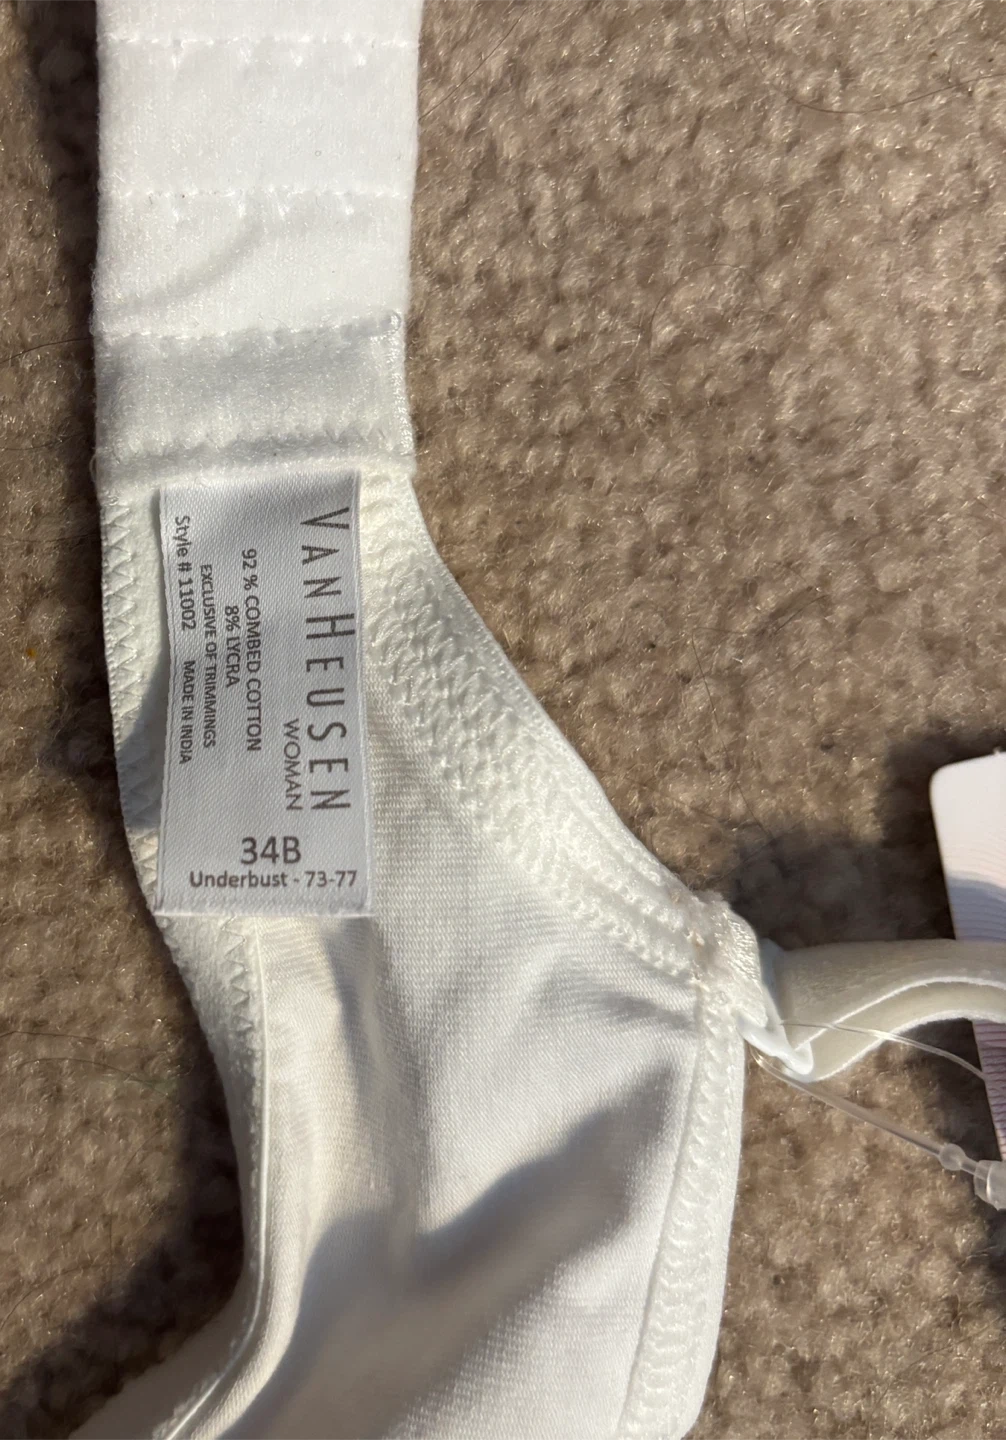 VANHEUSEN
WOMAN
92 % COMBED COTTON
8% LYCRA
EXCLUSIVE OF TRIMMINGS
Style # 11002 MADE IN INDIA
34B
Underbust - 73-77